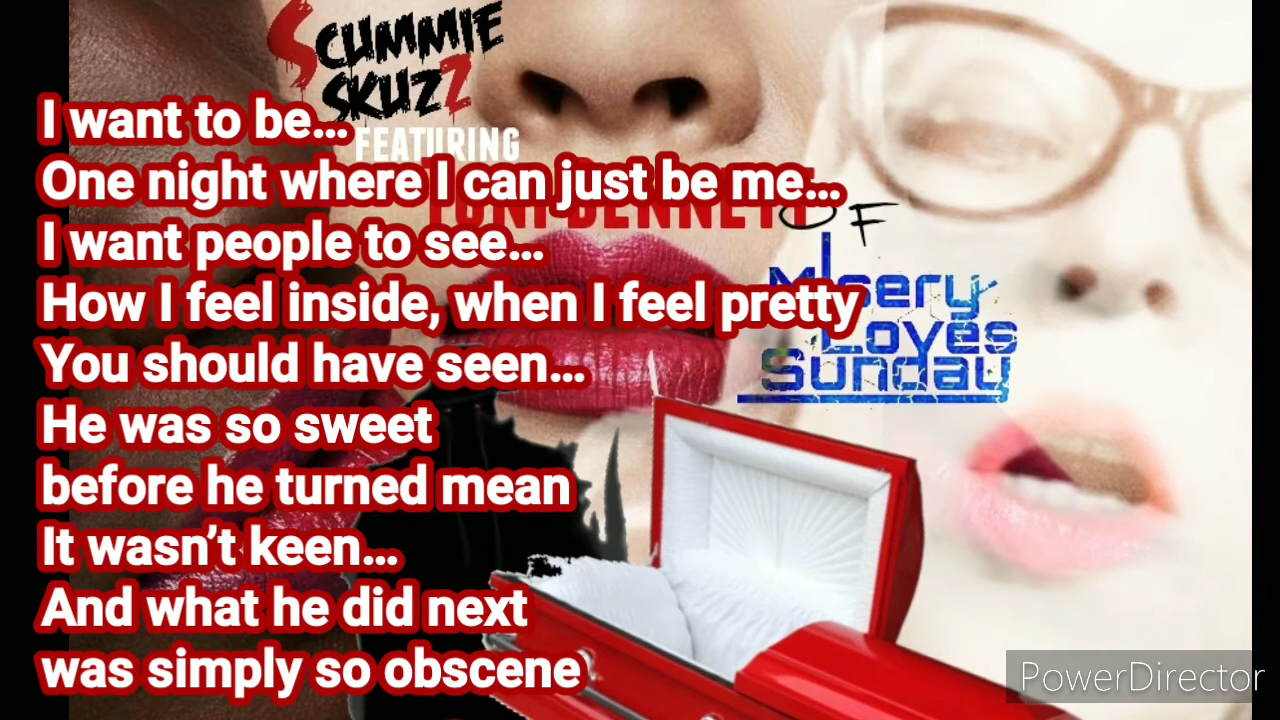 SCUMMIE
SKUZZ
FEATURING
TONI BENNETT OF
Misery
Loves
Sunday
I want to be...
One night where I can just be me...
I want people to see...
How I feel inside, when I feel pretty
You should have seen...
He was so sweet
before he turned mean
It wasn’t keen...
And what he did next
was simply so obscene
PowerDirector